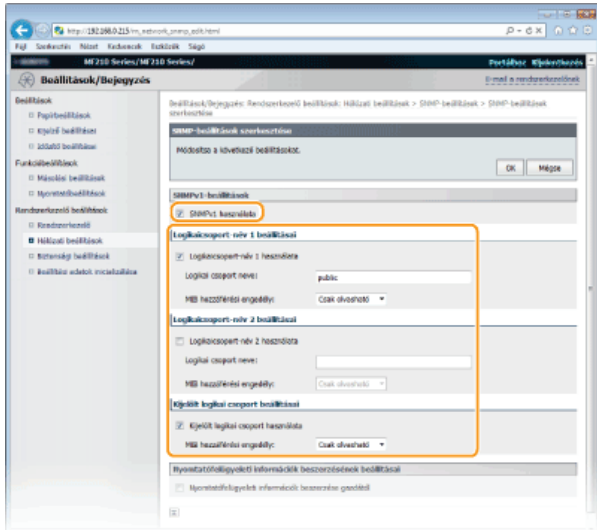 http://192.168.0.215/m_network_snmp_edit.html
Fájl Szerkesztés Nézet Kedvencek Eszközök Súgó
MF210 Series/MF210 Series/
Portálhoz Kijelentkezés
Beállítások/Bejegyzés
E-mail a rendszerkezelőnek
Beállítások
Papírbeállítások
Kijelző beállításai
Időzítő beállításai
Funkcióbeállítások
Másolási beállítások
Nyomtatóbeállítások
Rendszerkezelő beállítások
Rendszerkezelő
Hálózati beállítások
Biztonsági beállítások
Beállítási adatok inicializálása
Beállítások/Bejegyzés: Rendszerkezelő beállítások: Hálózati beállítások > SNMP-beállítások > SNMP-beállítások
szerkesztése
SNMP-beállítások szerkesztése
Módosítsa a következő beállításokat.
OK Mégse
SNMPv1-beállítások
SNMPv1 használata
Logikaicsoport-név 1 beállításai
Logikaicsoport-név 1 használata
Logikai csoport neve: public
MIB hozzáférési engedély: Csak olvasható
Logikaicsoport-név 2 beállításai
Logikaicsoport-név 2 használata
Logikai csoport neve:
MIB hozzáférési engedély: Csak olvasható
Kijelölt logikai csoport beállításai
Kijelölt logikai csoport használata
MIB hozzáférési engedély: Csak olvasható
Nyomtatófelügyeleti információk beszerzésének beállításai
Nyomtatófelügyeleti információk beszerzése gazdától